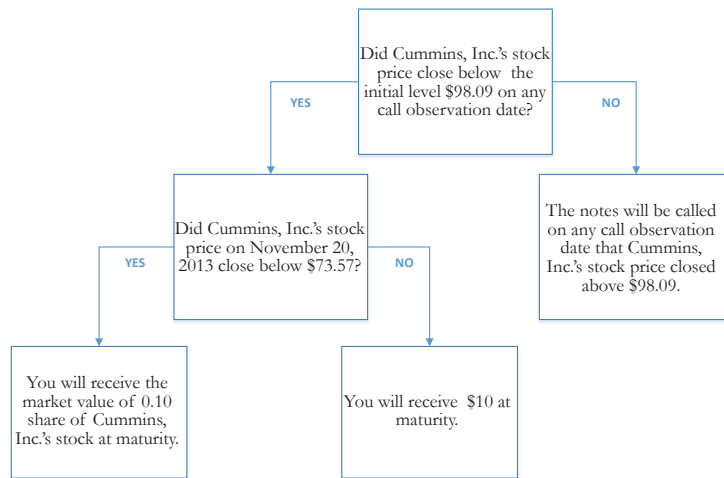 Did Cummins, Inc.'s stock
price close below the
initial level $98.09 on any
call observation date?
YES
NO
Did Cummins, Inc.'s stock
price on November 20,
2013 close below $73.57?
The notes will be called
on any call observation
date that Cummins,
Inc.'s stock price closed
above $98.09.
YES
NO
You will receive the
market value of 0.10
share of Cummins,
Inc.'s stock at maturity.
You will receive $10 at
maturity.